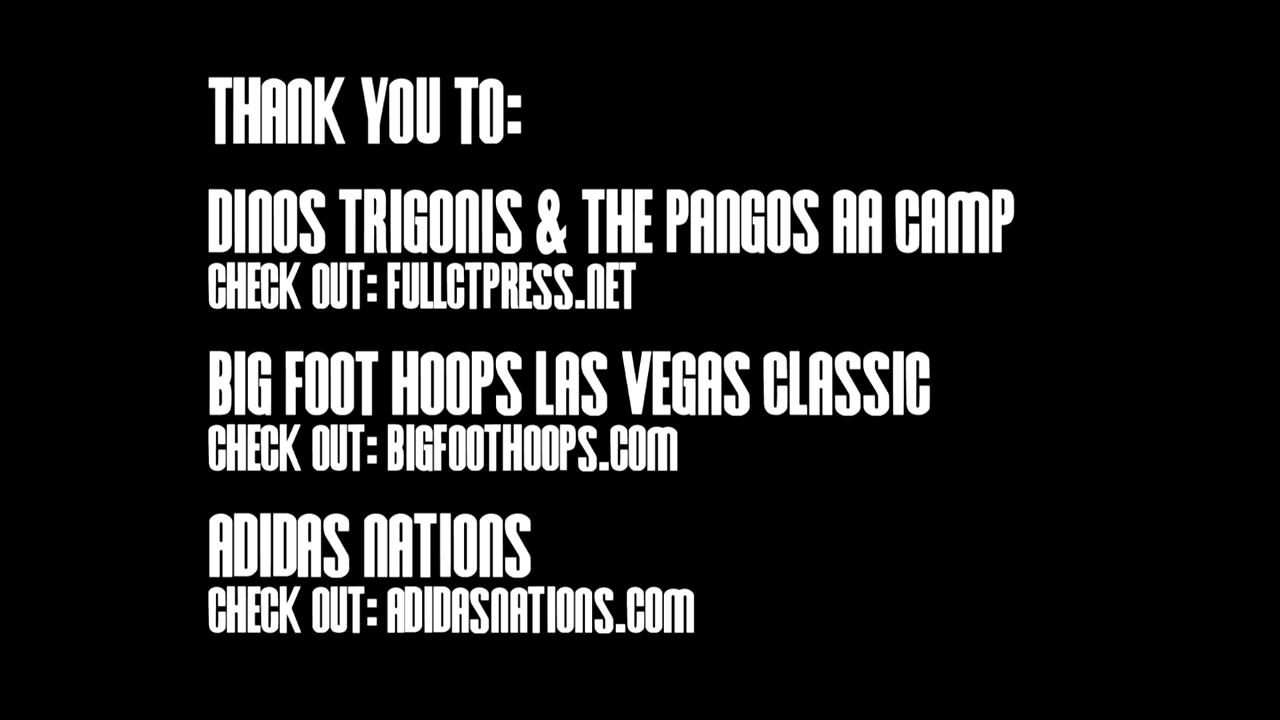 THANK YOU TO:
DINOS TRIGONIS & THE PANGOS AA CAMP
CHECK OUT: FULLCTPRESS.NET
BIG FOOT HOOPS LAS VEGAS CLASSIC
CHECK OUT: BIGFOOTHOOPS.COM
ADIDAS NATIONS
CHECK OUT: ADIDASNATIONS.COM